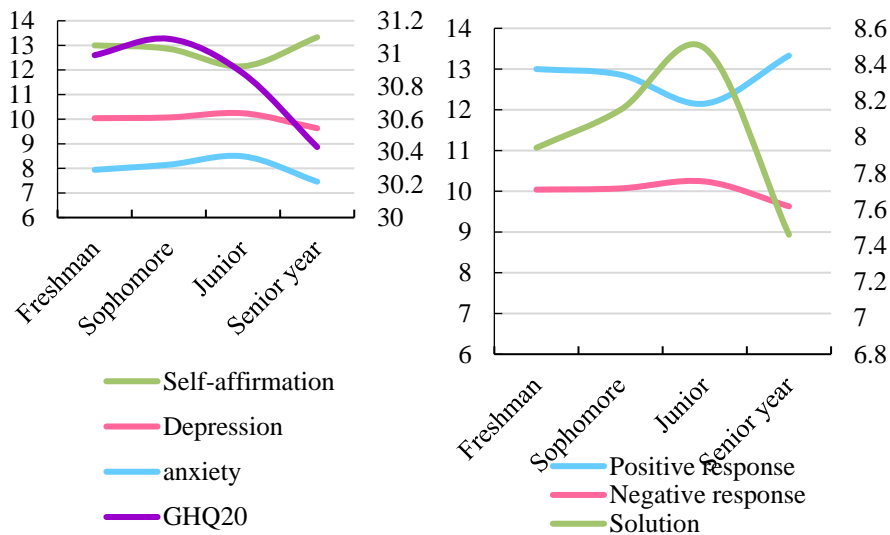 14
13
12
11
10
9
8
7
6
31.2
31
30.8
30.6
30.4
30.2
30
Freshman
Sophomore
Junior
Senior year
Self-affirmation
Depression
anxiety
GHQ20
14
13
12
11
10
9
8
7
6
8.6
8.4
8.2
8
7.8
7.6
7.4
7.2
7
6.8
Freshman
Sophomore
Junior
Senior year
Positive response
Negative response
Solution